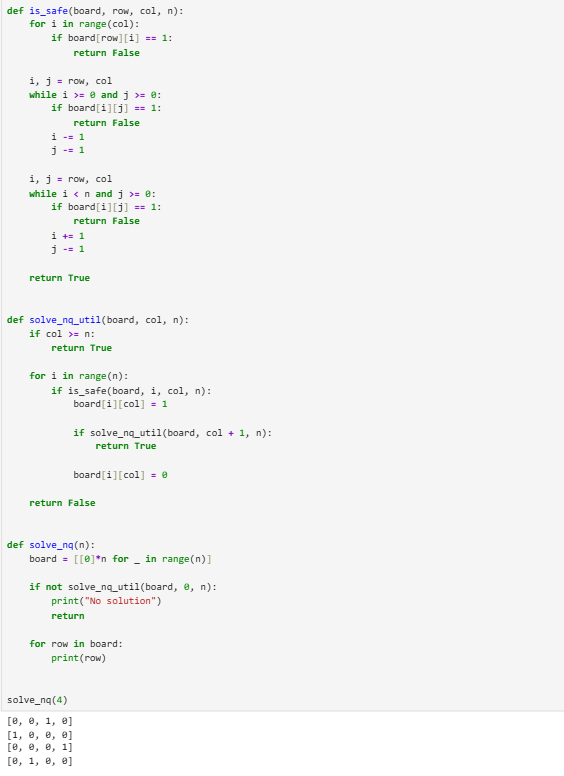 def is_safe(board, row, col, n):
    for i in range(col):
        if board[row][i] == 1:
            return False

    i, j = row, col
    while i >= 0 and j >= 0:
        if board[i][j] == 1:
            return False
        i -= 1
        j -= 1

    i, j = row, col
    while i < n and j >= 0:
        if board[i][j] == 1:
            return False
        i += 1
        j -= 1

    return True


def solve_nq_util(board, col, n):
    if col >= n:
        return True

    for i in range(n):
        if is_safe(board, i, col, n):
            board[i][col] = 1

            if solve_nq_util(board, col + 1, n):
                return True

            board[i][col] = 0

    return False


def solve_nq(n):
    board = [[0]*n for _ in range(n)]

    if not solve_nq_util(board, 0, n):
        print("No solution")
        return

    for row in board:
        print(row)


solve_nq(4)
[0, 0, 1, 0]
[1, 0, 0, 0]
[0, 0, 0, 1]
[0, 1, 0, 0]